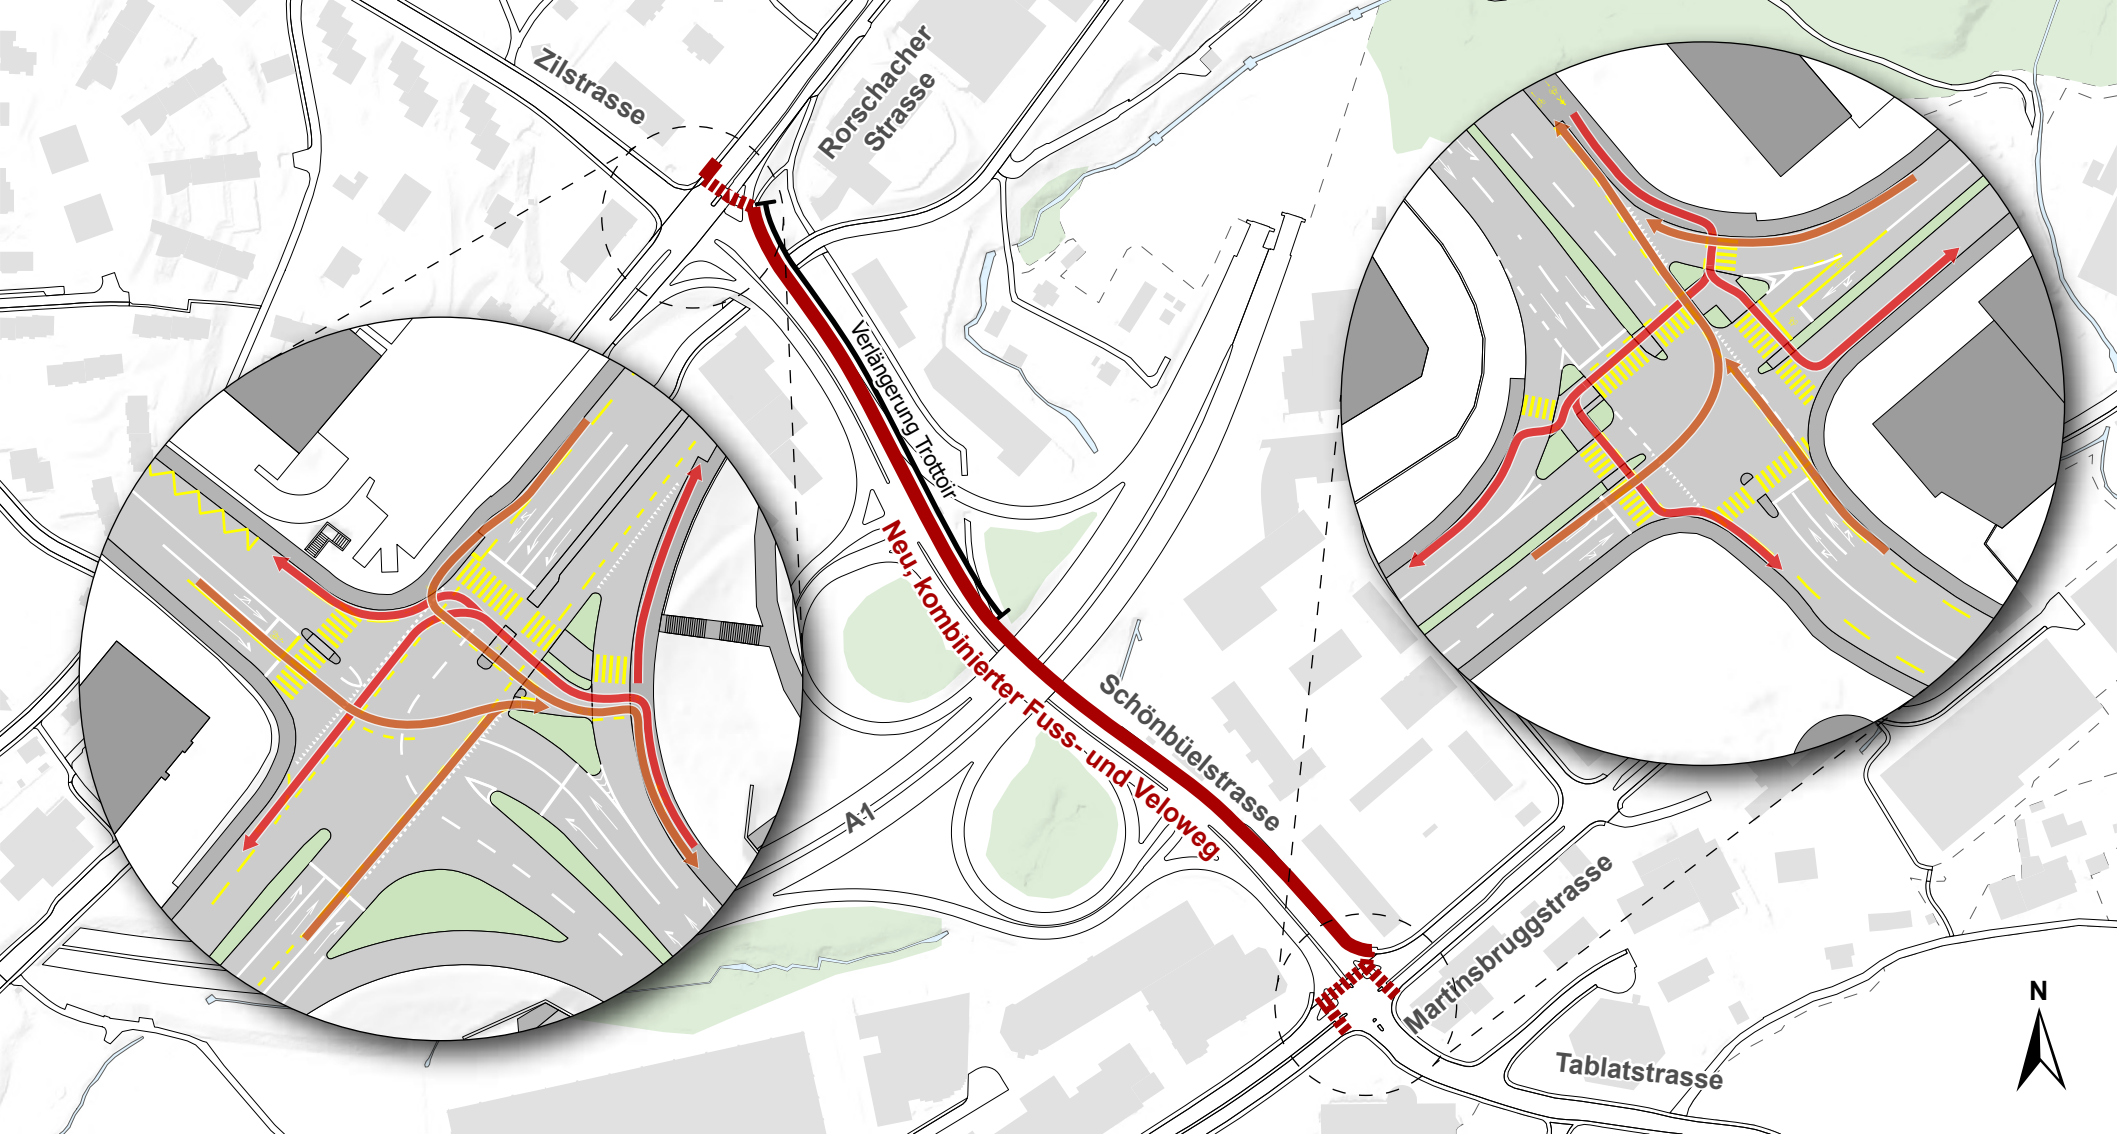 Zilstrasse
Rorschacher
Strasse
Verlängerung Trottoir
Neu, kombinierter Fuss- und Veloweg
Schönbüelstrasse
A1
Martinsbruggstrasse
Tablatstrasse
N